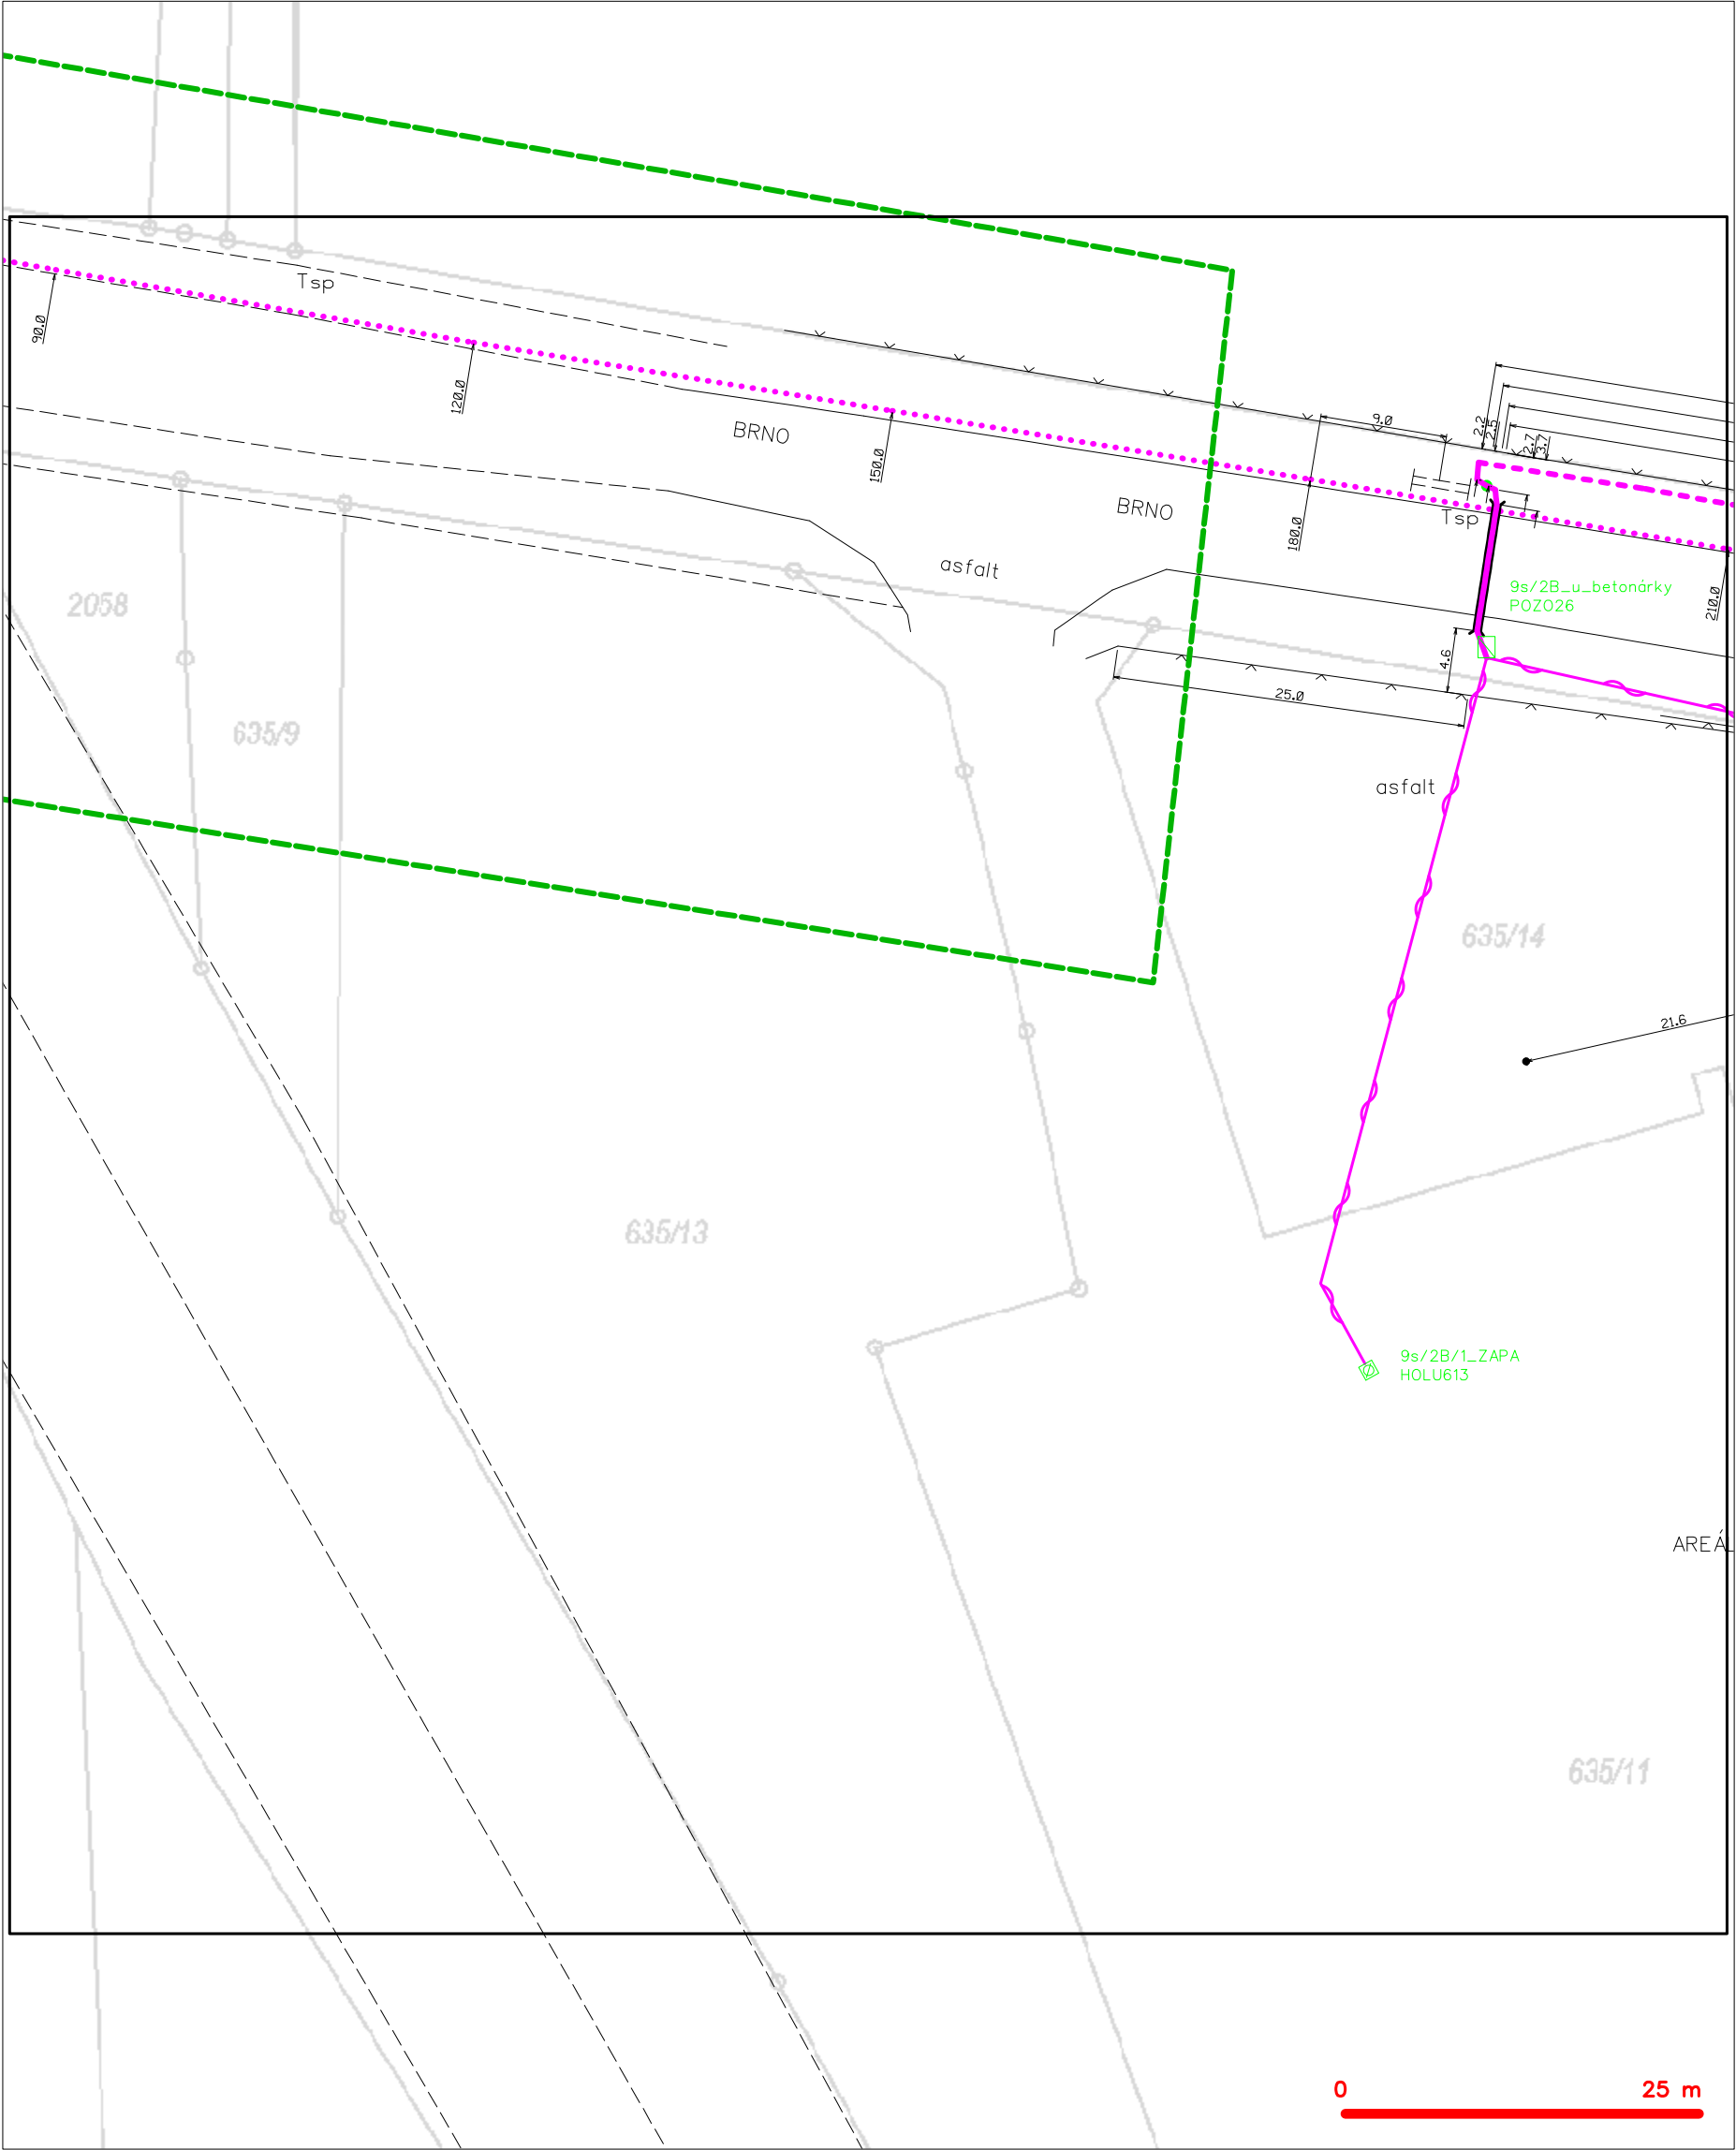 Tsp
90.0
120.0
BRNO
150.0
BRNO
180.0
9.0
2.2
2.5
2.7
3.7
Tsp
asfalt
9s/2B_u_betonárky
POZO26
210.0
2058
4.6
25.0
635/9
asfalt
635/14
21.6
635/13
9s/2B/1_ZAPA
HOLU613
AREÁ
635/11
0
25 m